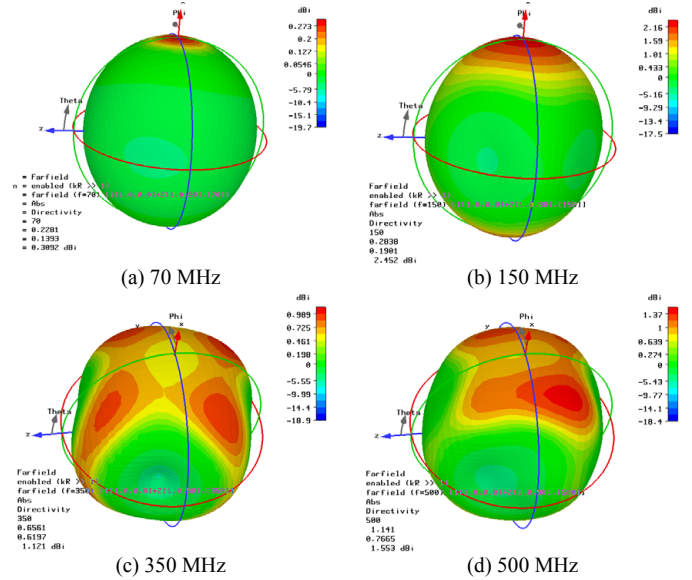 dBi
0.273
0.2
0.127
0.0546
0
-5.79
-10.4
-15.1
-19.7
Phi
Theta
z
= Farfield
n = enabled (kR >> 1)
= farfield (f=70)
= Abs
= Directivity
= 70
= 0.2281
= 0.1393
= 0.3092 dBi
(a) 70 MHz
dBi
2.16
1.59
1.01
0.433
0
-5.16
-9.29
-13.4
-17.5
Phi
Theta
z
Farfield
enabled (kR >> 1)
farfield (f=150)
Abs
Directivity
150
0.2838
0.1901
2.452 dBi
(b) 150 MHz
dBi
0.989
0.725
0.461
0.198
0
-5.55
-9.99
-14.4
-18.9
Phi
y
x
Theta
z
Farfield
enabled (kR >>
farfield (f=350)
Abs
Directivity
350
0.6561
0.6197
1.121 dBi
(c) 350 MHz
dBi
1.37
1
0.639
0.274
0
-5.43
-9.77
-14.1
-18.4
Phi
y
x
Theta
z
Farfield
enabled (kR >> 1)
farfield (f=500)
Abs
Directivity
500
1.141
0.7665
1.553 dBi
(d) 500 MHz